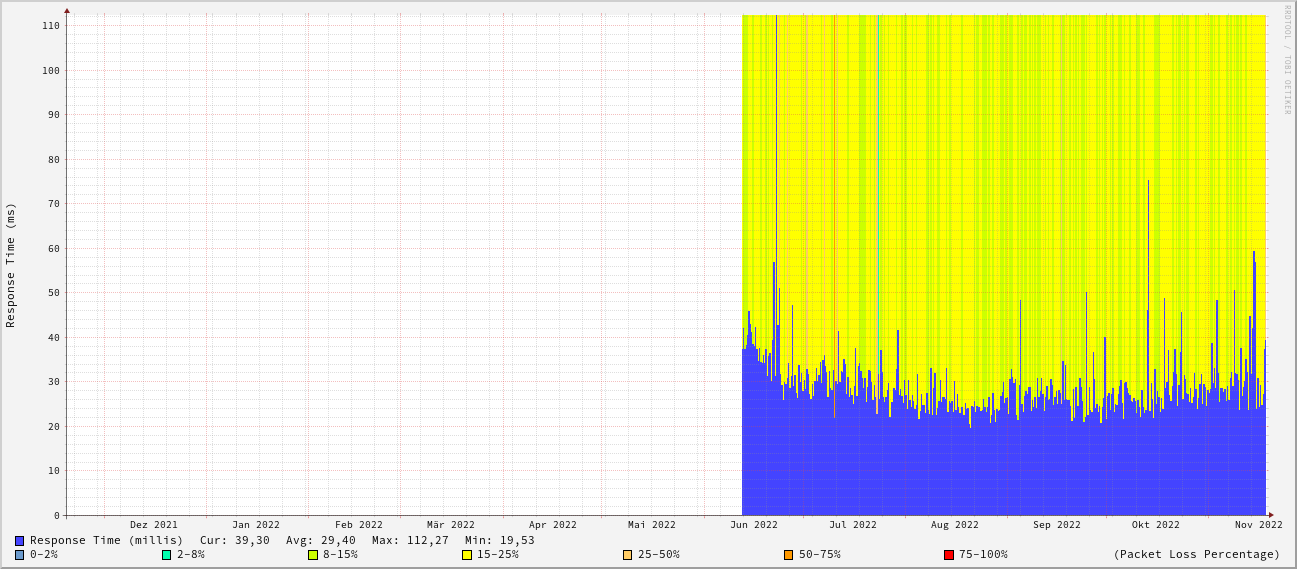 RRDTOOL / TOBI OETIKER
Response Time (ms)
110
100
90
80
70
60
50
40
30
20
10
0
Dez 2021 Jan 2022 Feb 2022 Mär 2022 Apr 2022 Mai 2022 Jun 2022 Jul 2022 Aug 2022 Sep 2022 Okt 2022 Nov 2022
Response Time (millis) Cur: 39,30 Avg: 29,40 Max: 112,27 Min: 19,53
0-2% 2-8% 8-15% 15-25% 25-50% 50-75% 75-100% (Packet Loss Percentage)